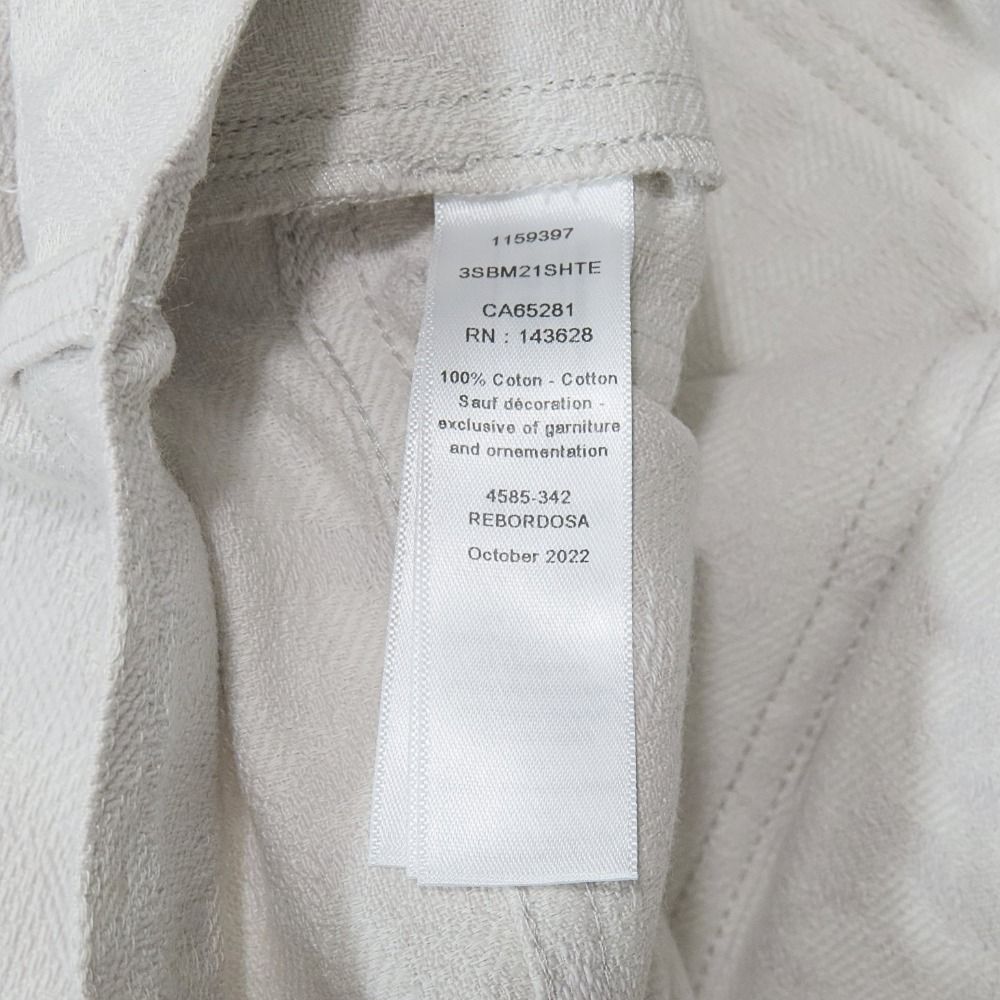 1159397
3SBM21SHTE
CA65281
RN : 143628
100% Coton - Cotton
Sauf décoration -
exclusive of garniture
and ornementation
4585-342
REBORDOSA
October 2022